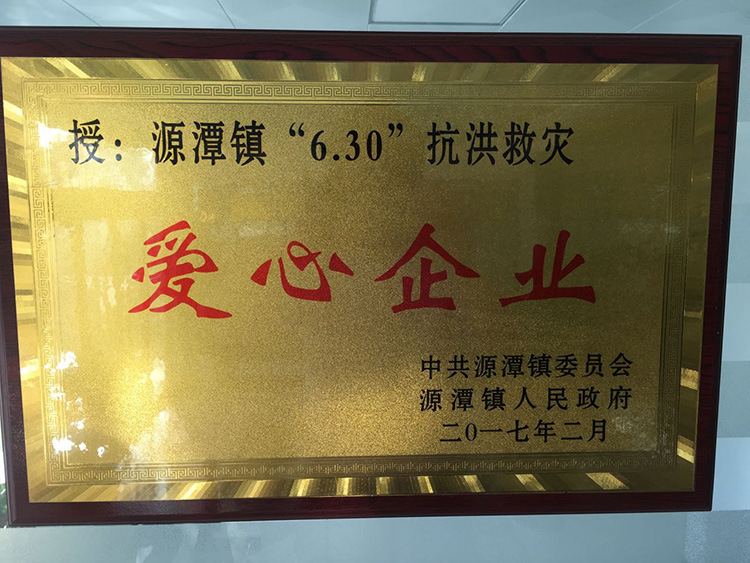 授：源潭镇“6.30”抗洪救灾
爱心企业
中共源潭镇委员会
源潭镇人民政府
二0一七年二月